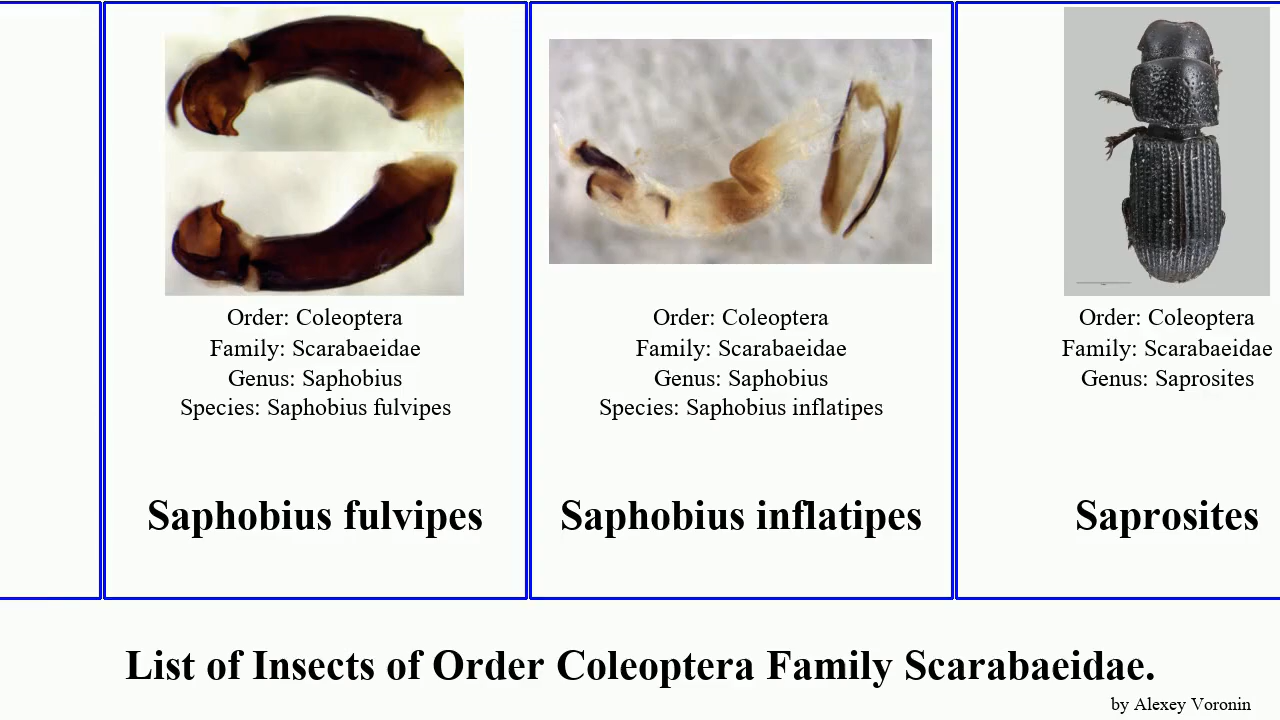 Order: Coleoptera
Family: Scarabaeidae
Genus: Saphobius
Species: Saphobius fulvipes
Saphobius fulvipes
Order: Coleoptera
Family: Scarabaeidae
Genus: Saphobius
Species: Saphobius inflatipes
Saphobius inflatipes
Order: Coleoptera
Family: Scarabaeidae
Genus: Saprosites
Saprosites
List of Insects of Order Coleoptera Family Scarabaeidae.
by Alexey Voronin